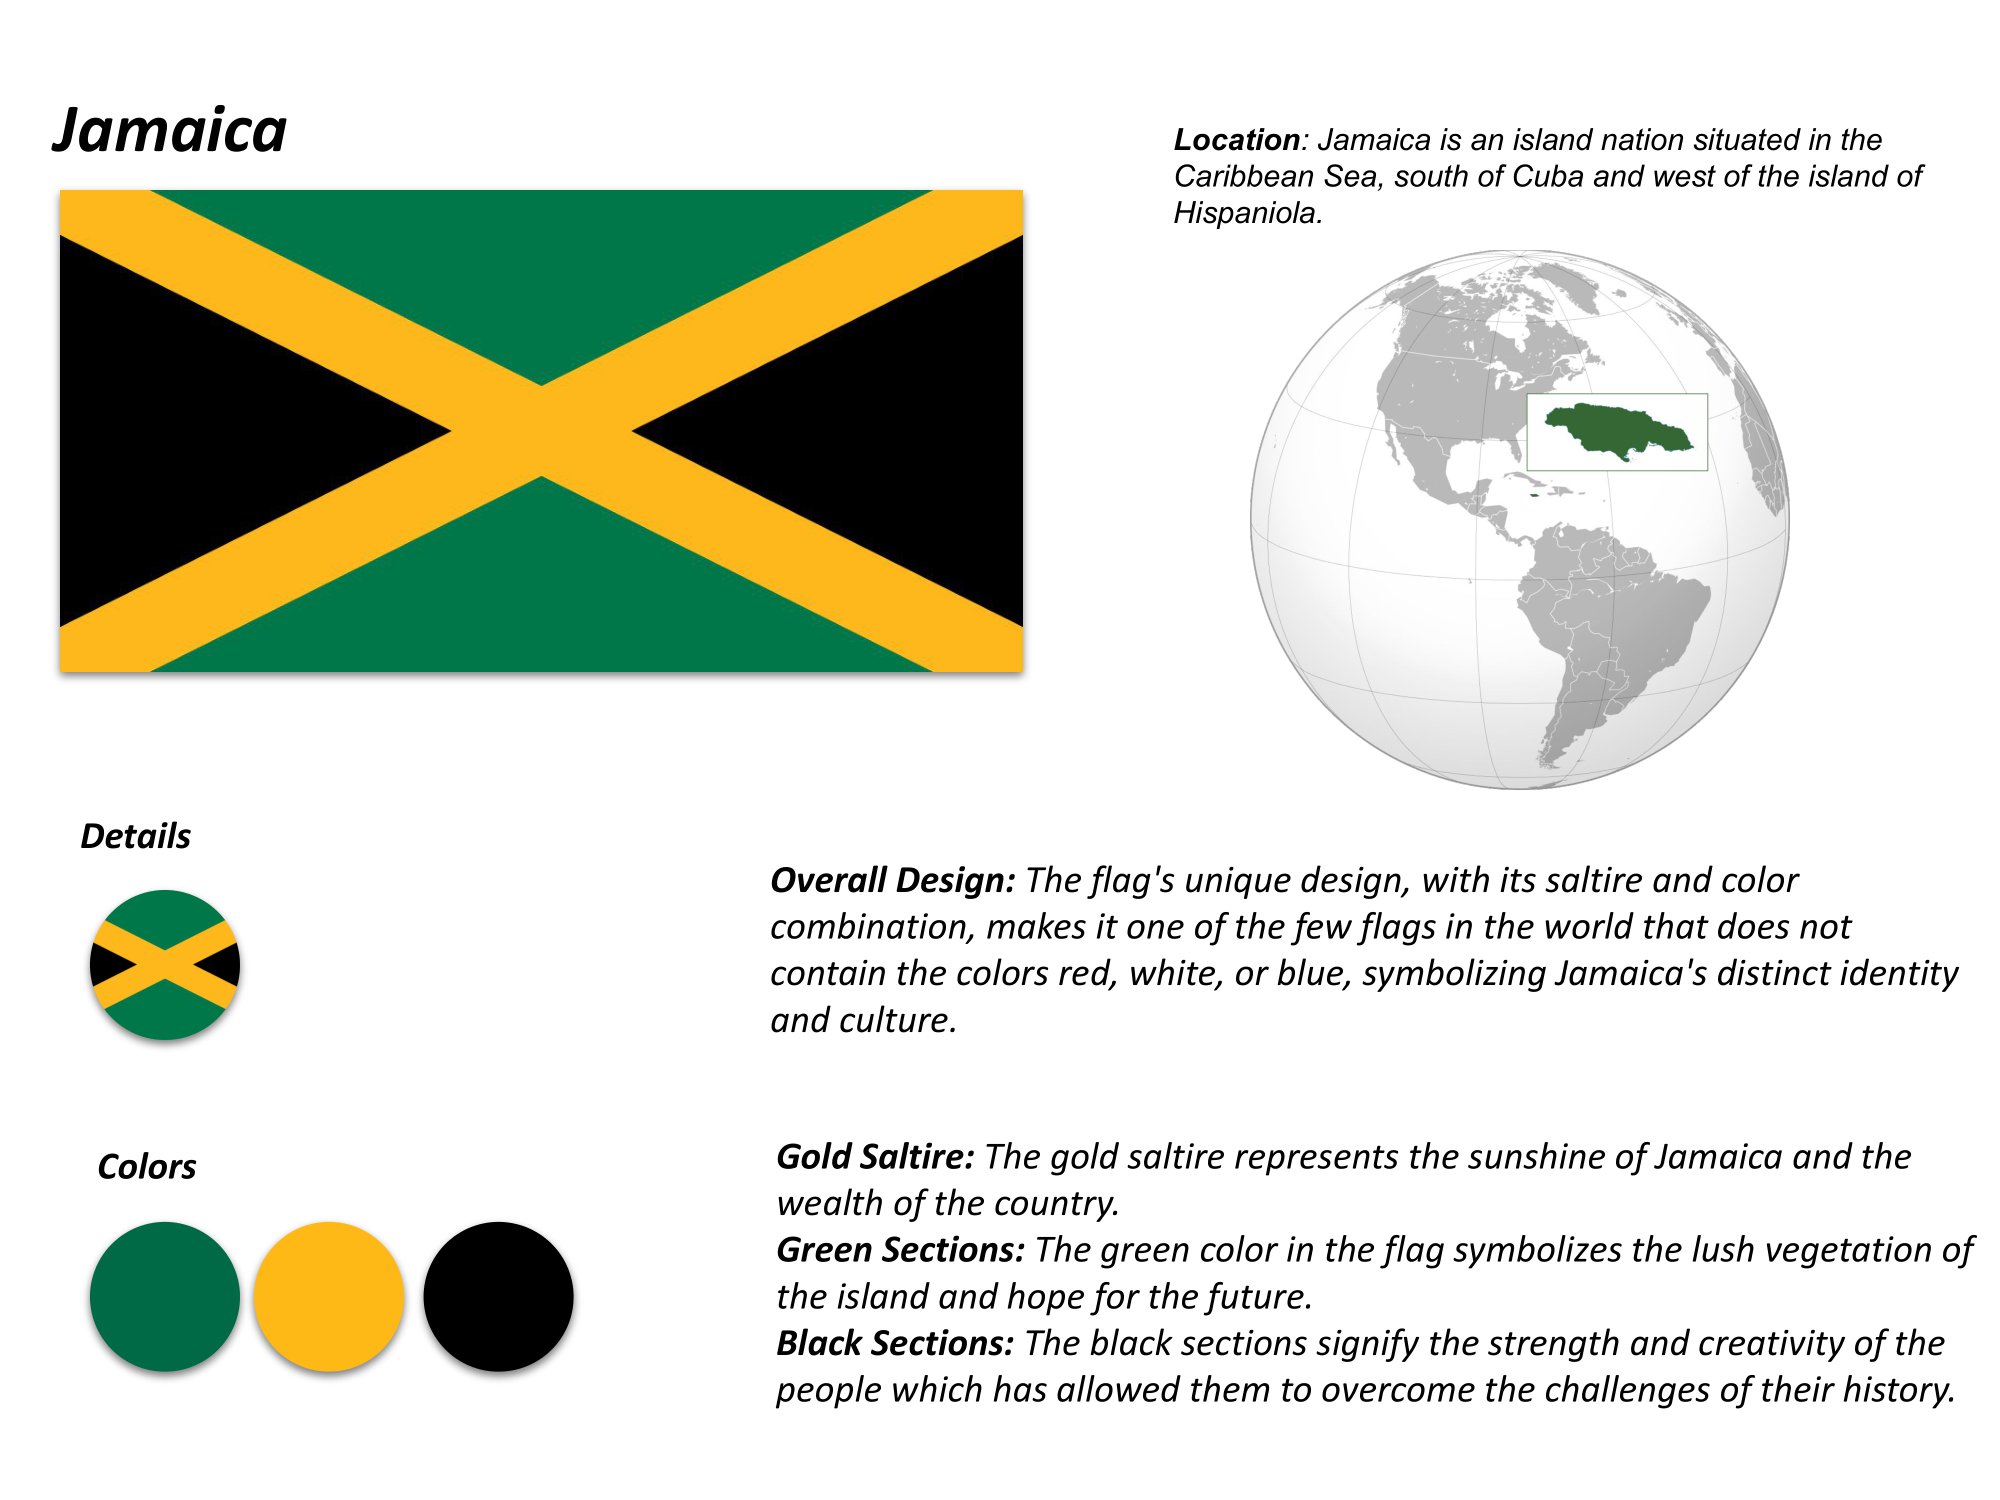 Jamaica
Location: Jamaica is an island nation situated in the
Caribbean Sea, south of Cuba and west of the island of
Hispaniola.
Details
Overall Design: The flag's unique design, with its saltire and color
combination, makes it one of the few flags in the world that does not
contain the colors red, white, or blue, symbolizing Jamaica's distinct identity
and culture.
Colors
Gold Saltire: The gold saltire represents the sunshine of Jamaica and the
wealth of the country.
Green Sections: The green color in the flag symbolizes the lush vegetation of
the island and hope for the future.
Black Sections: The black sections signify the strength and creativity of the
people which has allowed them to overcome the challenges of their history.